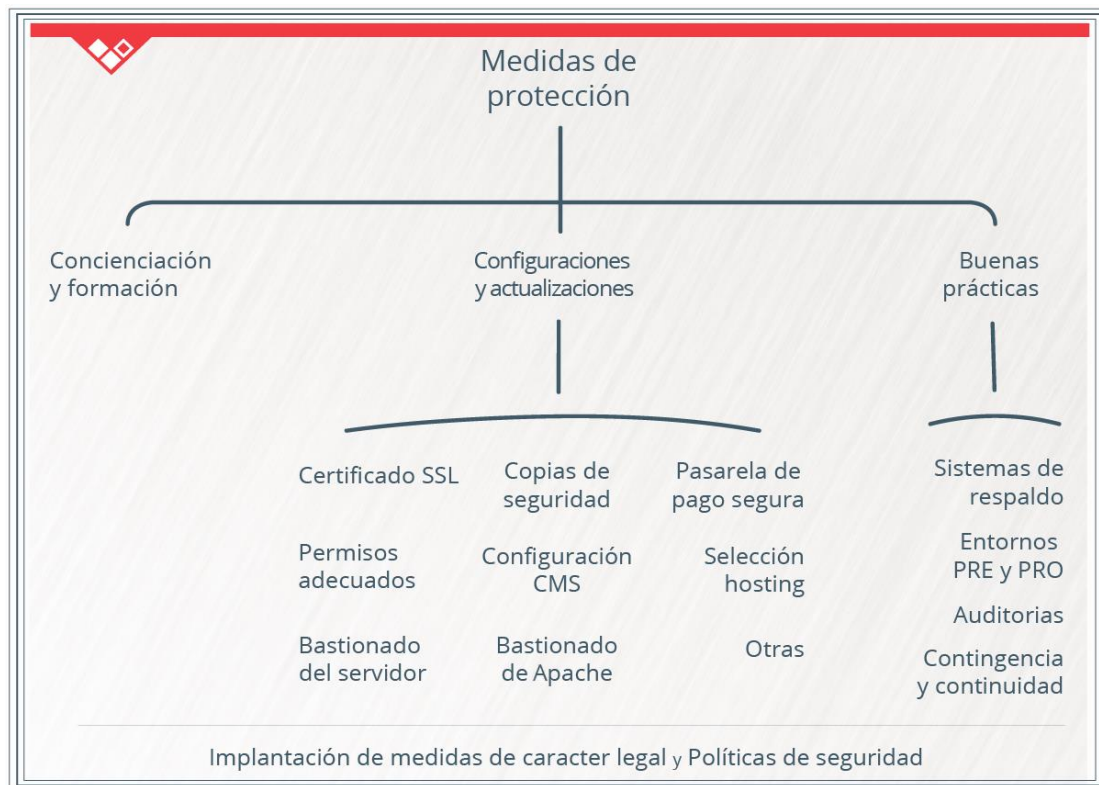 Medidas de
protección
Concienciación
y formación
Configuraciones
y actualizaciones
Buenas
prácticas
Certificado SSL
Copias de
seguridad
Pasarela de
pago segura
Permisos
adecuados
Configuración
CMS
Selección
hosting
Bastionado
del servidor
Bastionado
de Apache
Otras
Sistemas de
respaldo
Entornos
PRE y PRO
Auditorias
Contingencia
y continuidad
Implantación de medidas de caracter legal y Políticas de seguridad